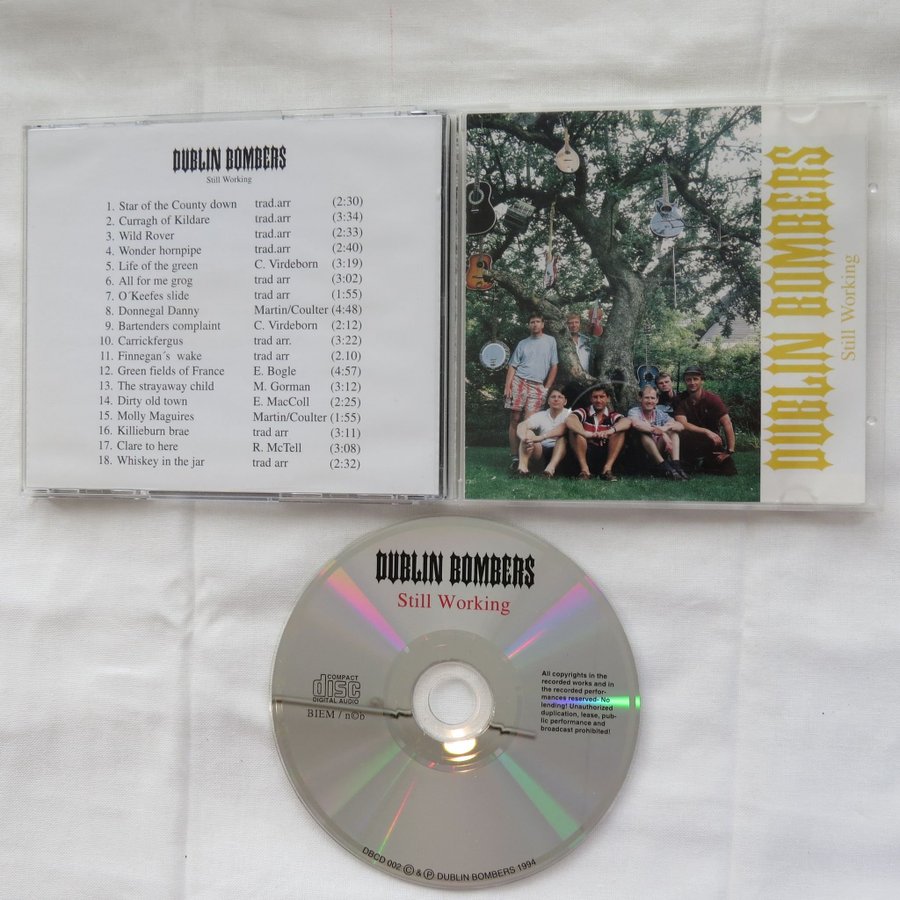 DUBLIN BOMBERS
Still Working
1. Star of the County down trad.arr (2:30)
2. Curragh of Kildare trad.arr (3:34)
3. Wild Rover trad.arr (2:33)
4. Wonder hornpipe trad.arr (2:40)
5. Life of the green C. Virdeborn (3:19)
6. All for me grog trad arr (3:02)
7. O´Keefes slide trad arr (1:55)
8. Donnegal Danny Martin/Coulter (4:48)
9. Bartenders complaint C. Virdeborn (2:12)
10. Carrickfergus trad arr. (3:22)
11. Finnegan´s wake trad arr (2.10)
12. Green fields of France E. Bogle (4:57)
13. The strayaway child M. Gorman (3:12)
14. Dirty old town E. MacColl (2:25)
15. Molly Maguires Martin/Coulter (1:55)
16. Killieburn brae trad arr (3:11)
17. Clare to here R. McTell (3:08)
18. Whiskey in the jar trad arr (2:32)
DUBLIN BOMBERS
Still Working
DUBLIN BOMBERS
Still Working
COMPACT
disc
DIGITAL AUDIO
BIEM / n©b
All copyrights in the
recorded works and in
the recorded perfor-
mances reserved- No
lending! Unauthorized
duplication, lease, pub-
lic performance and
broadcast prohibited!
DBCD 002 © & ℗ DUBLIN BOMBERS 1994